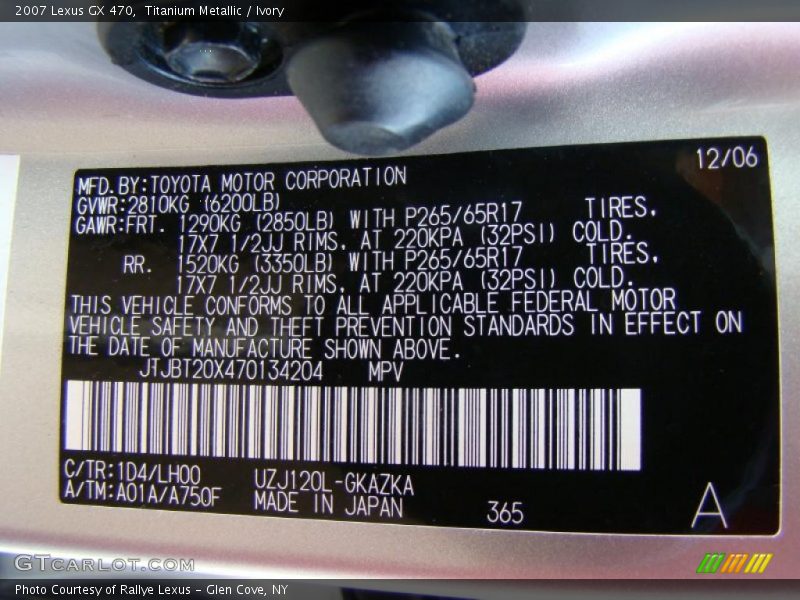 2007 Lexus GX 470, Titanium Metallic / Ivory
12/06
MFD. BY: TOYOTA MOTOR CORPORATION
GVWR: 2810KG (6200LB)
GAWR: FRT. 1290KG (2850LB) WITH P265/65R17 TIRES,
17X7 1/2JJ RIMS, AT 220KPA (32PSI) COLD.
RR. 1520KG (3350LB) WITH P265/65R17 TIRES,
17X7 1/2JJ RIMS, AT 220KPA (32PSI) COLD.
THIS VEHICLE CONFORMS TO ALL APPLICABLE FEDERAL MOTOR
VEHICLE SAFETY AND THEFT PREVENTION STANDARDS IN EFFECT ON
THE DATE OF MANUFACTURE SHOWN ABOVE.
JTJBT20X470134204 MPV
C/TR: 1D4/LH00 UZJ120L-GKAZKA
A/TM: A01A/A750F MADE IN JAPAN 365 A
GTCarLot.com
Photo Courtesy of Rallye Lexus - Glen Cove, NY